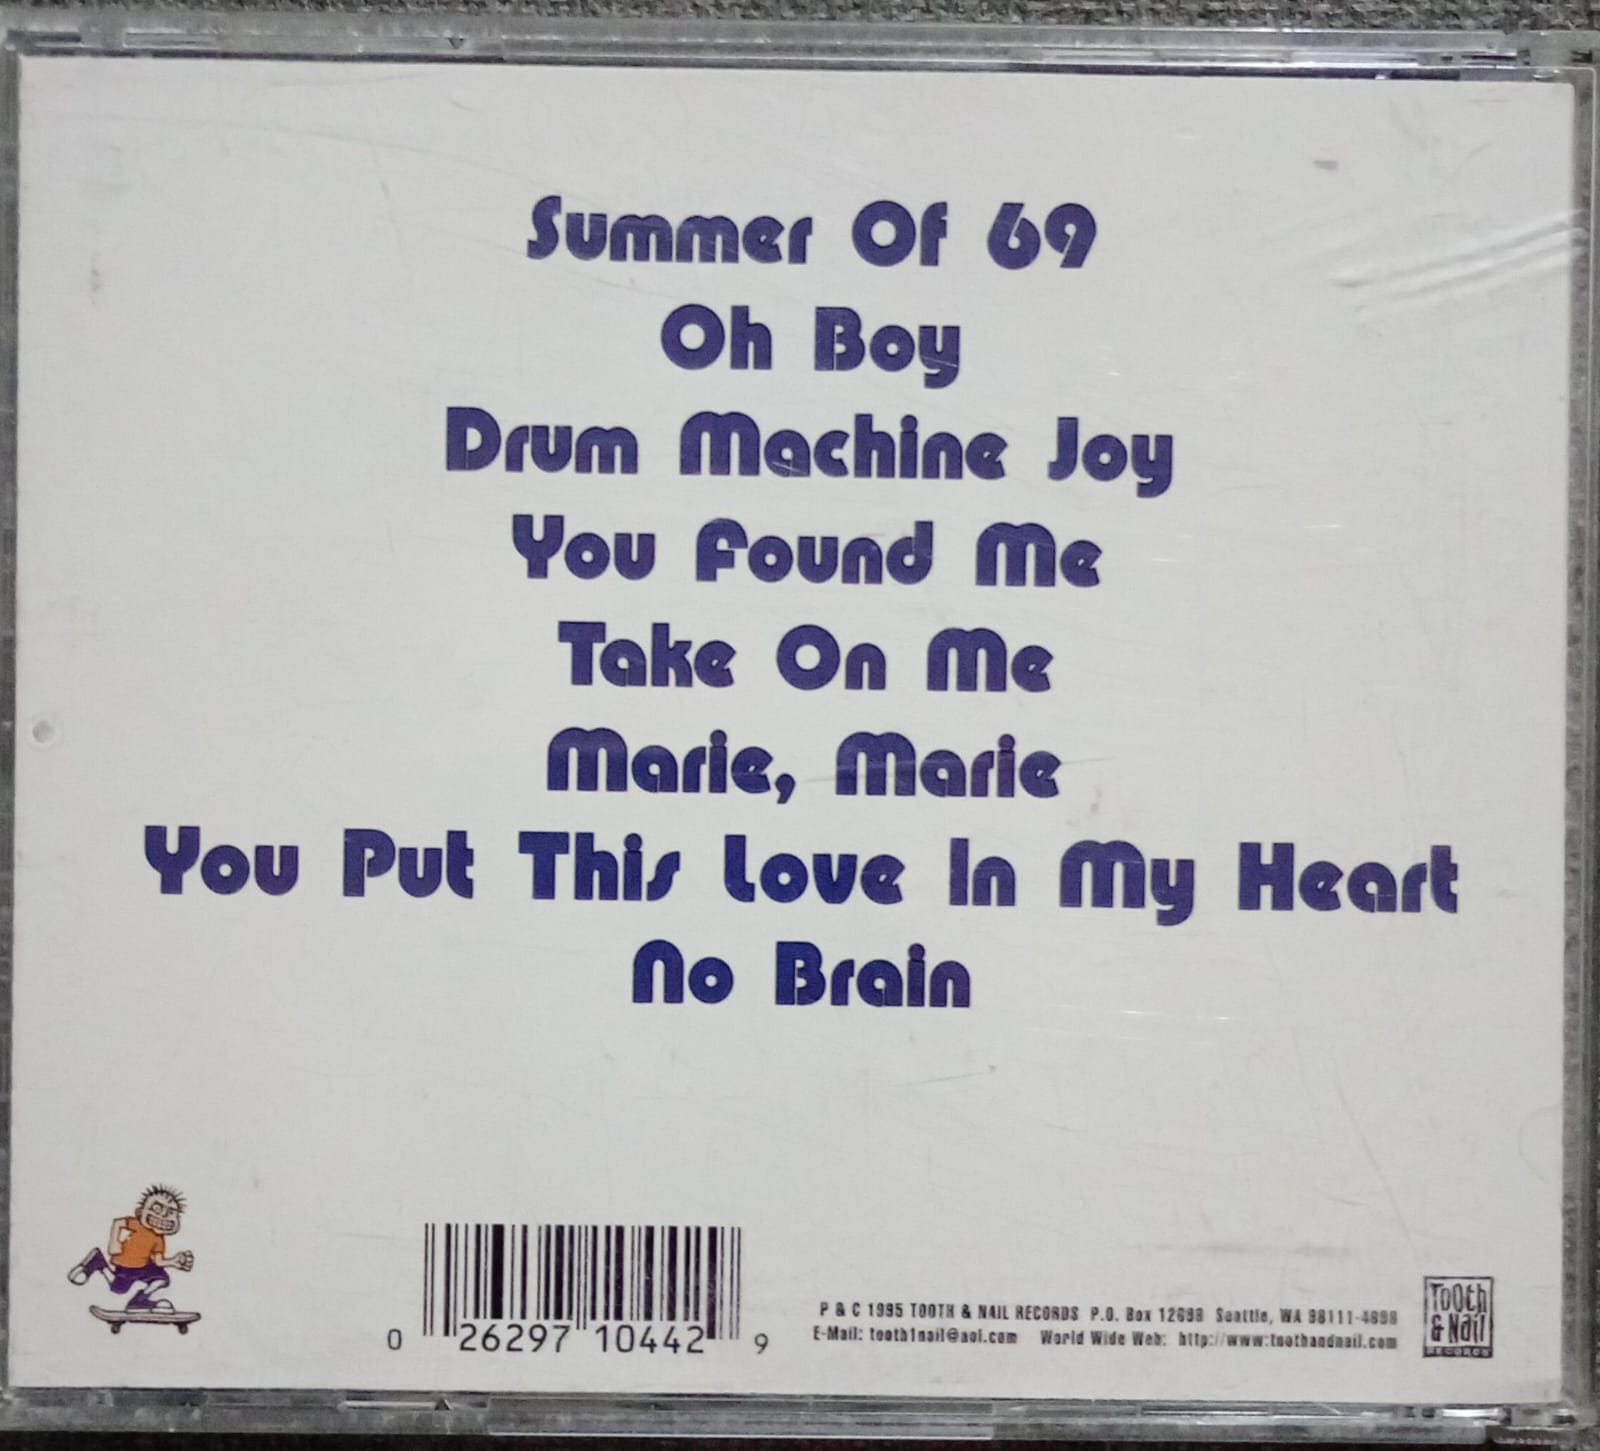 Summer Of 69
Oh Boy
Drum Machine Joy
You Found Me
Take On Me
Marie, Marie
You Put This Love In My Heart
No Brain
0 26297 10442 9
P & C 1995 TOOTH & NAIL RECORDS P.O. Box 12698 Seattle, WA 98111-4698
E-Mail: tooth1nail@aol.com World Wide Web: http://www.toothandnail.com
Tooth
& Nail
RECORDS